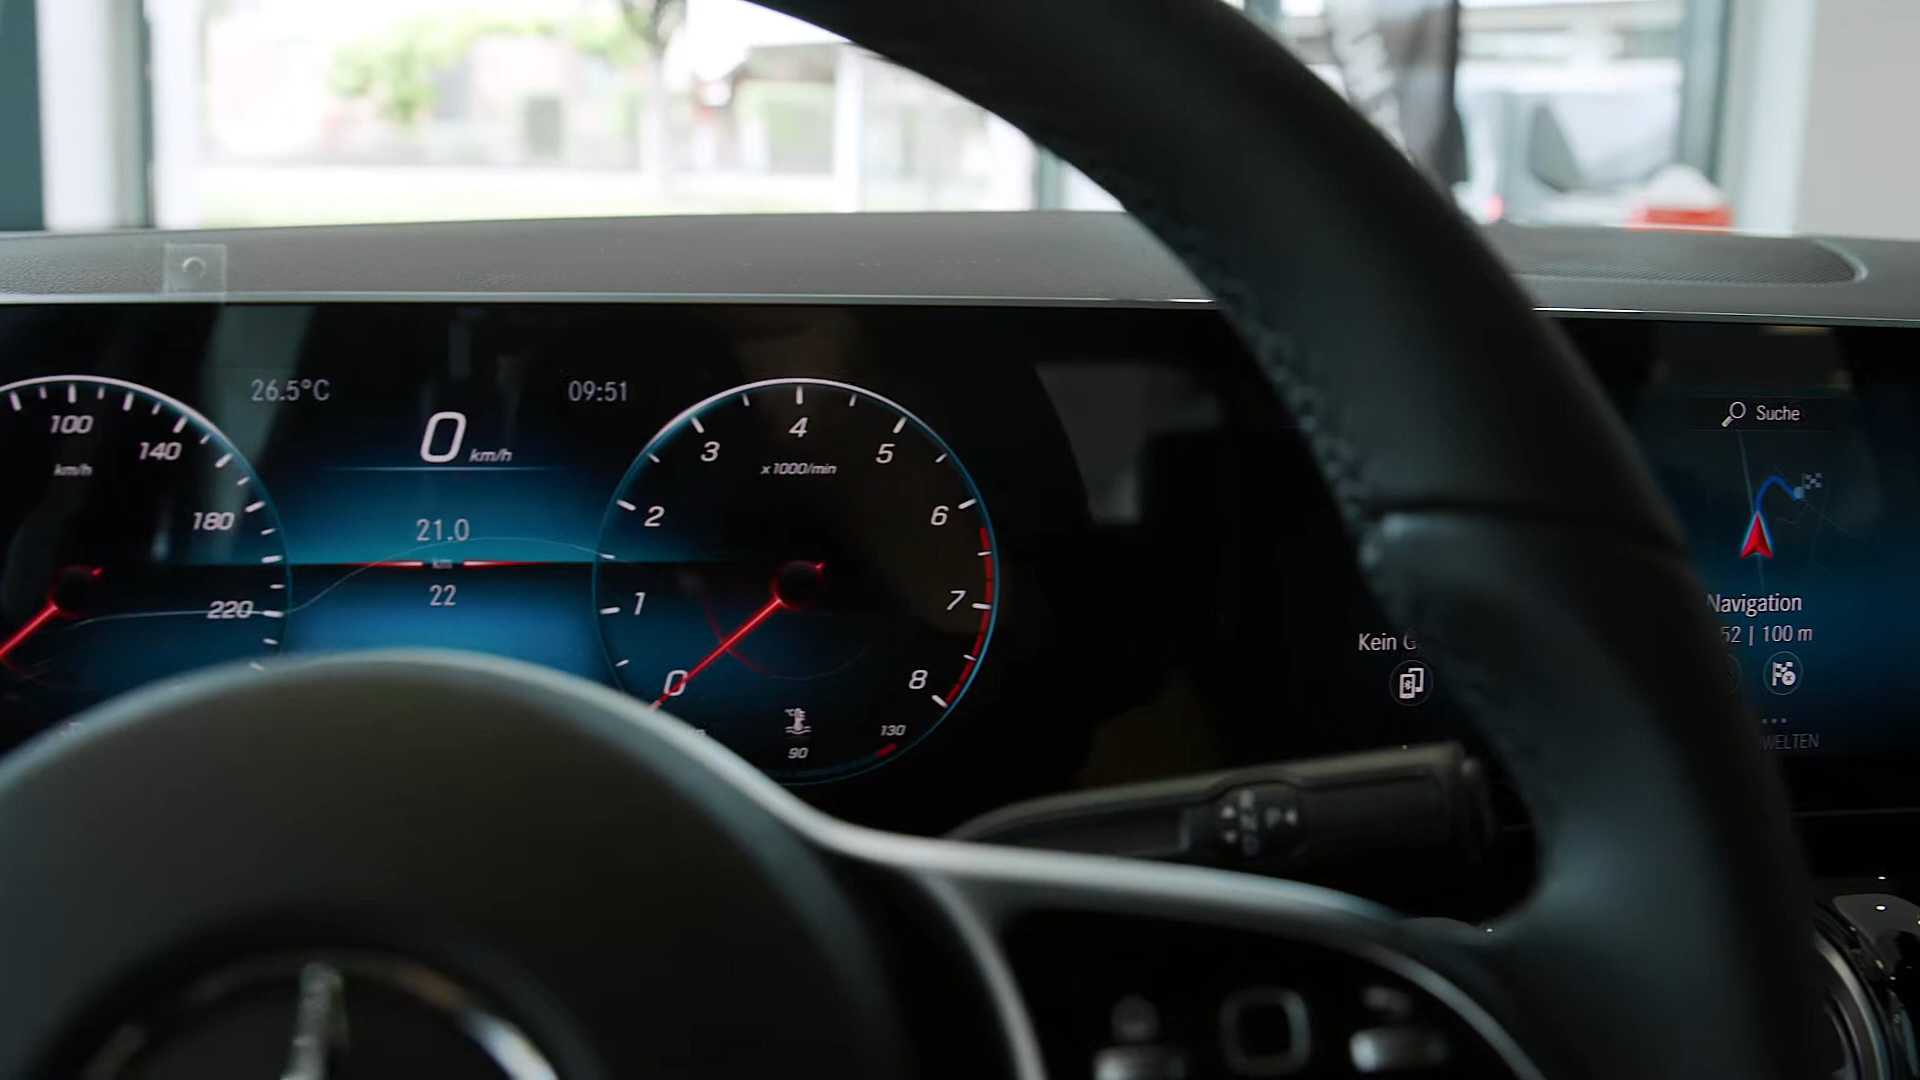 26.5°C
09:51
0 km/h
100
140
180
220
km/h
21.0
km
22
0
1
2
3
4
5
6
7
8
x1000/min
90
130
Suche
Navigation
52 | 100 m
Kein
WELTEN